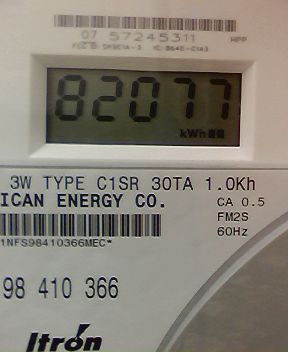 07 57245311
82077
kWh
3W TYPE C1SR 30TA 1.0Kh
ICAN ENERGY CO.
CA 0.5
FM2S
60Hz
1NFS98410366MEC*
98 410 366
Itron